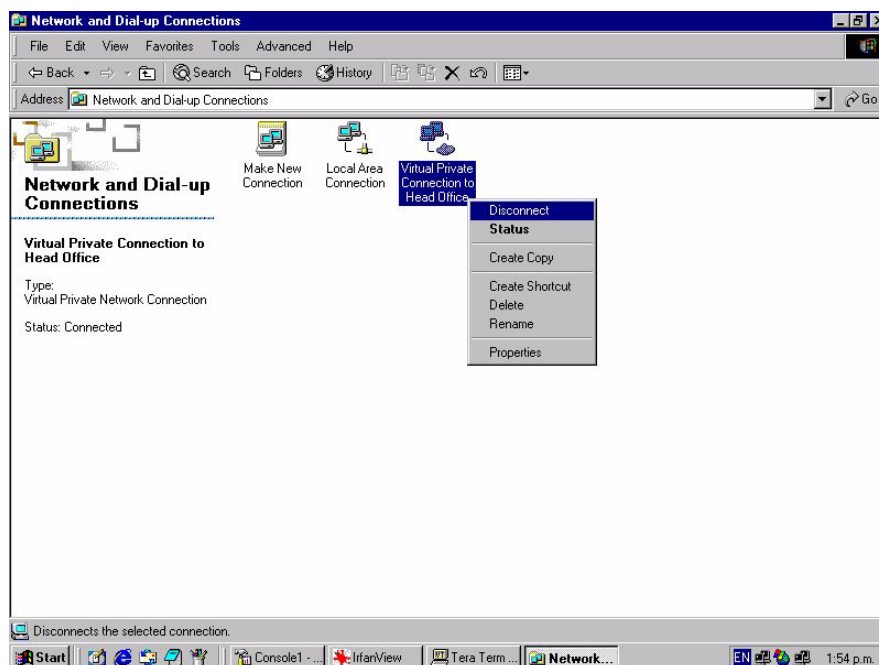 Network and Dial-up Connections
File Edit View Favorites Tools Advanced Help
Back Search Folders History
Address Network and Dial-up Connections Go
Make New
Connection
Local Area
Connection
Virtual Private
Connection to
Head Office
Network and Dial-up
Connections
Virtual Private Connection to
Head Office
Type:
Virtual Private Network Connection
Status: Connected
Disconnect
Status
Create Copy
Create Shortcut
Delete
Rename
Properties
Disconnects the selected connection.
Start Console1 - ... IrfanView Tera Term ... Network... EN 1:54 p.m.